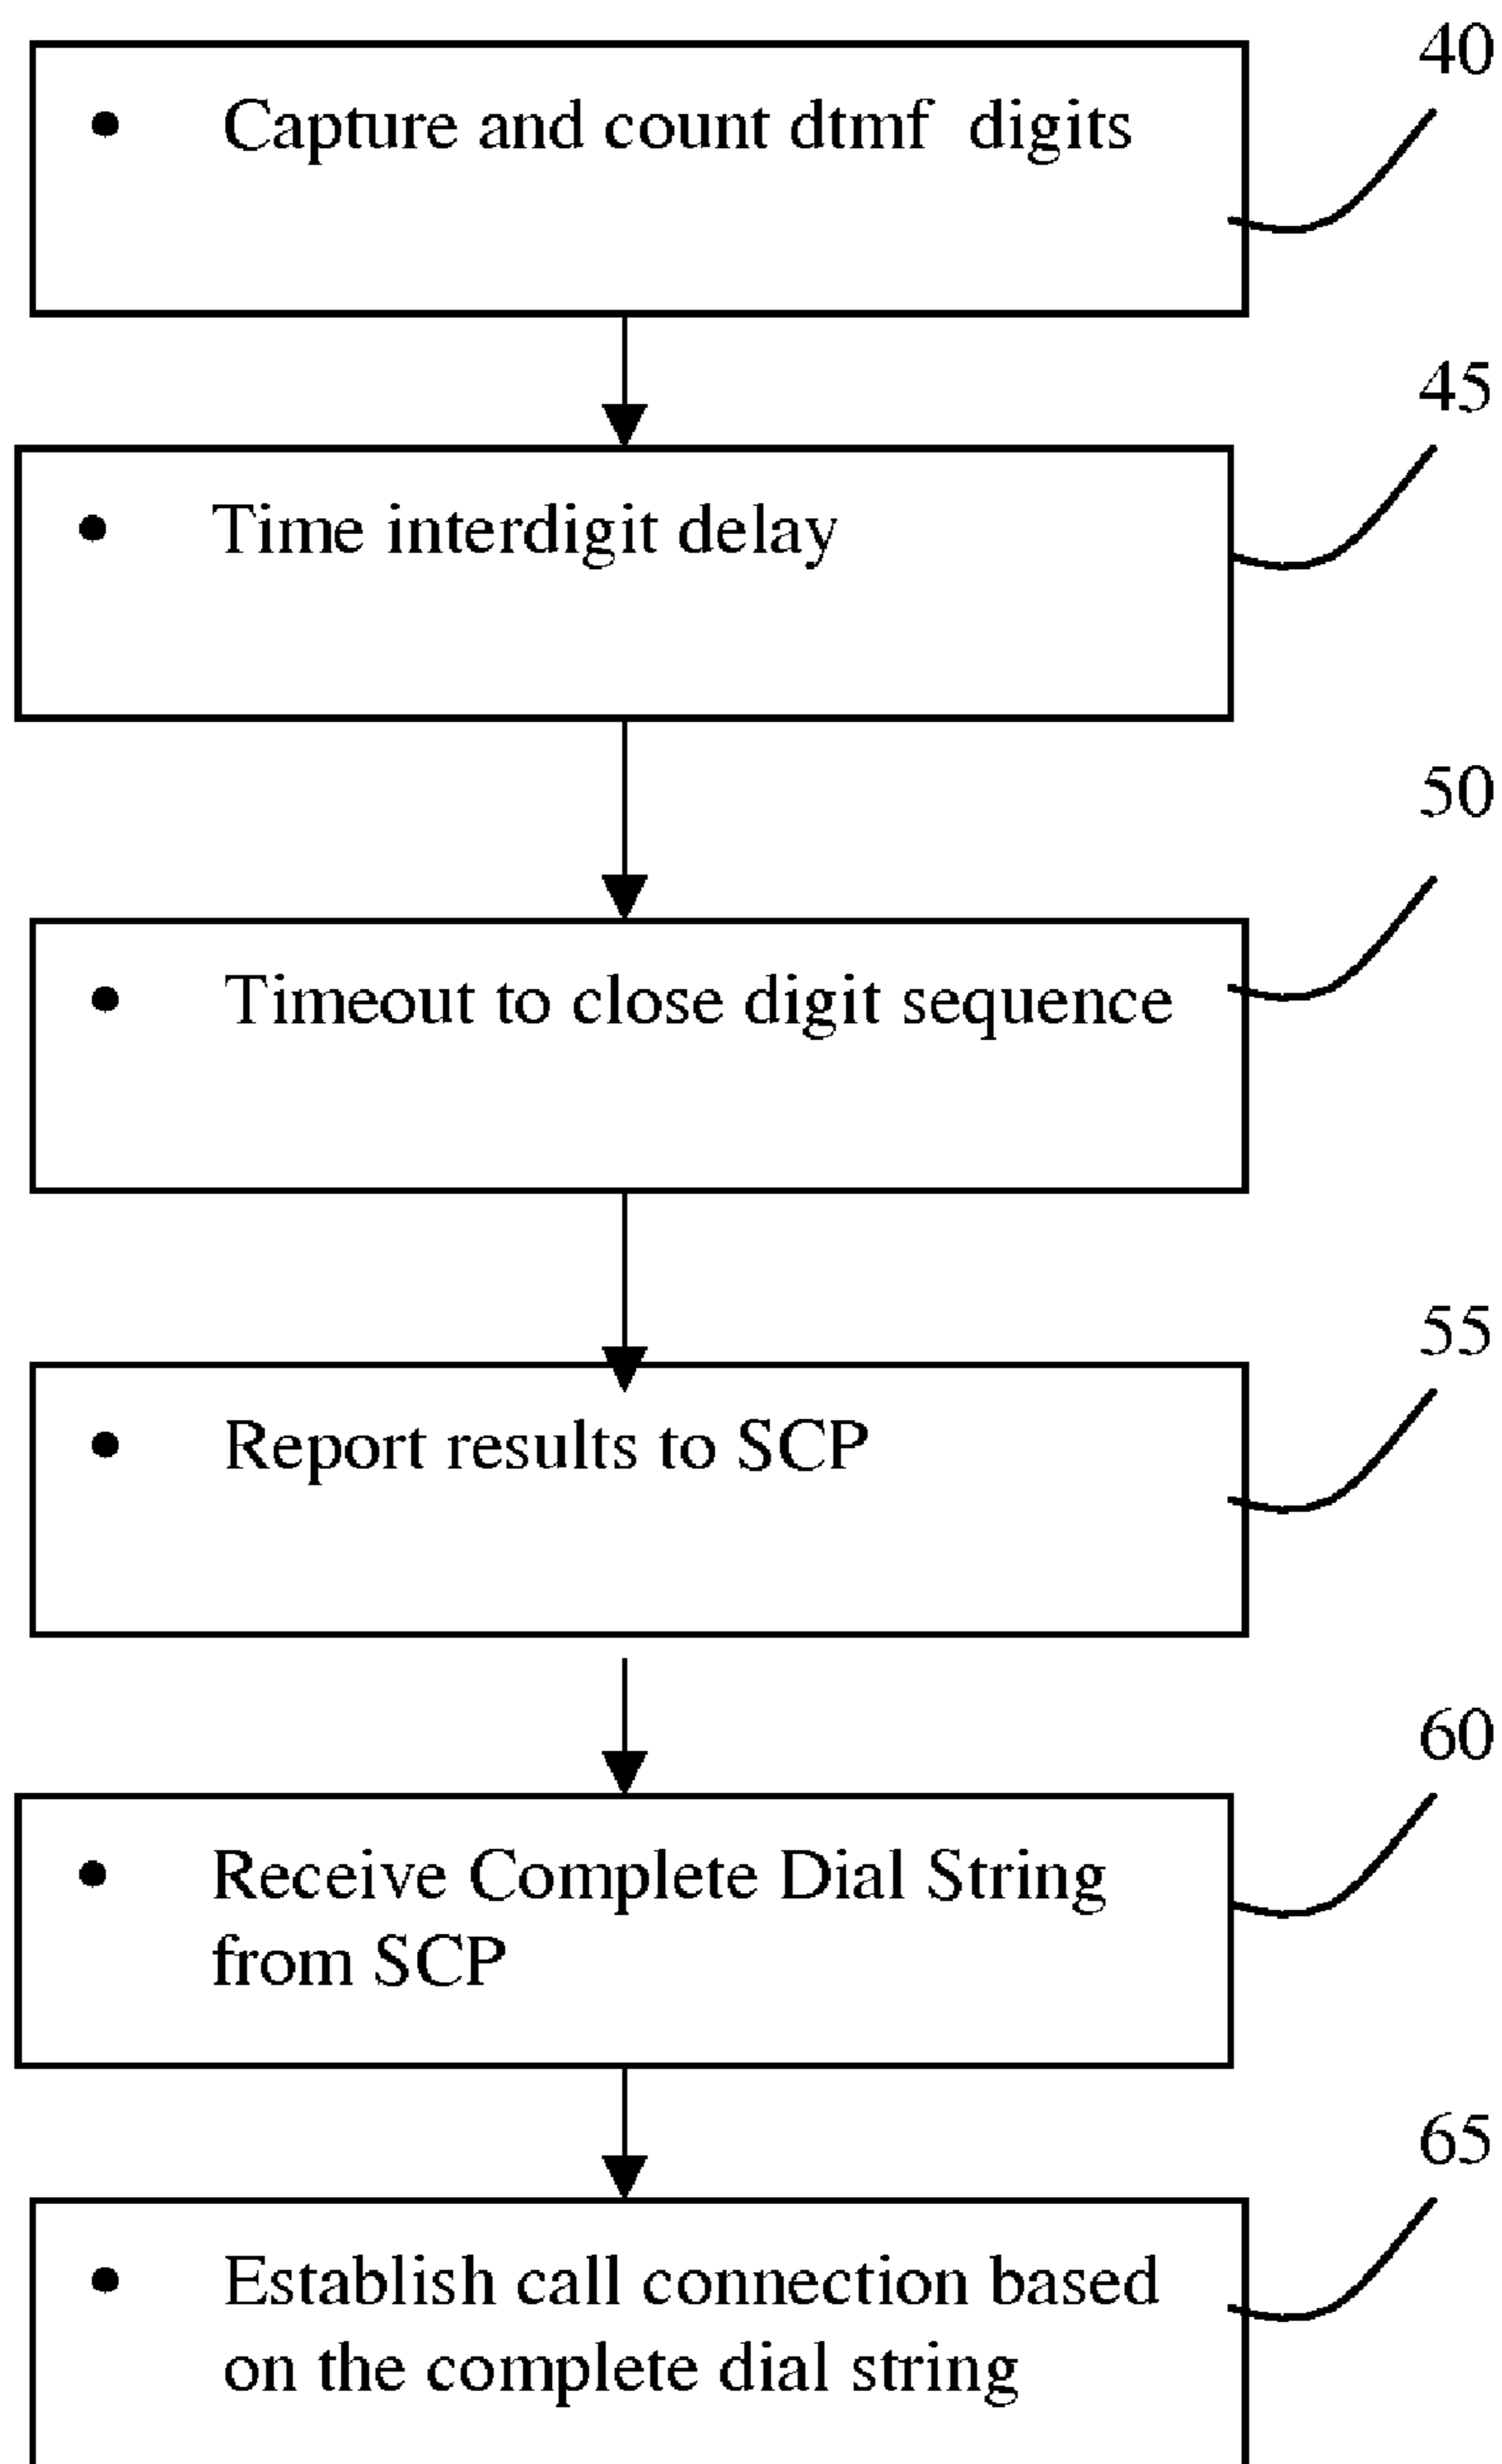 40
• Capture and count dtmf digits
45
• Time interdigit delay
50
• Timeout to close digit sequence
55
• Report results to SCP
60
• Receive Complete Dial String
from SCP
65
• Establish call connection based
on the complete dial string